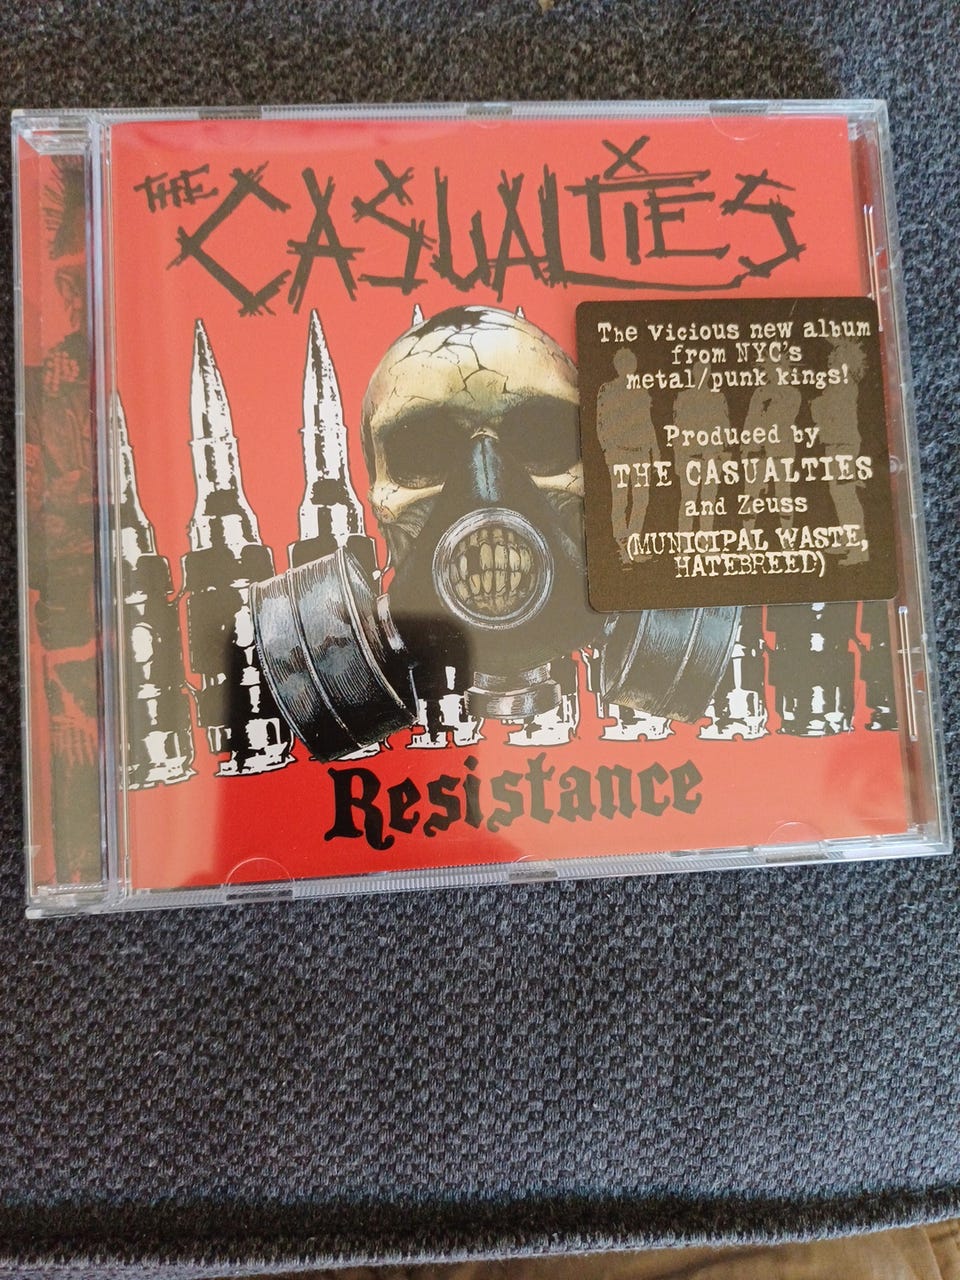 THE CASUALTIES
The vicious new album
from NYC's
metal/punk kings!
Produced by
THE CASUALTIES
and Zeuss
(MUNICIPAL WASTE,
HATEBREED)
Resistance